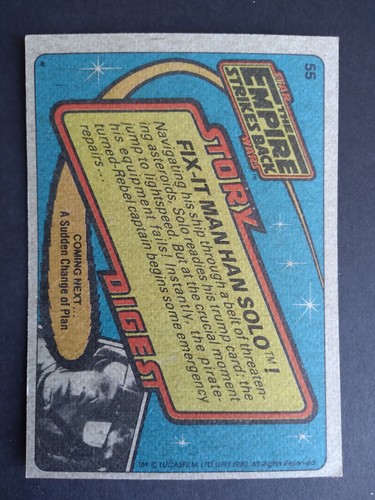 55
STAR
THE
EMPIRE
STRIKES BACK
WARS
STORY
FIX-IT MAN HAN SOLO™!
Navigating his ship through a belt of threaten-
ing asteroids, Solo readies his trump card: the
jump to lightspeed. But at the crucial moment
his equipment fails! Instantly, the pirate-
turned-Rebel captain begins some emergency
repairs...
DIGEST
COMING NEXT...
A Sudden Change of Plan
*
TM: © LUCASFILM, LTD. (LFL) 1980. All Rights Reserved.